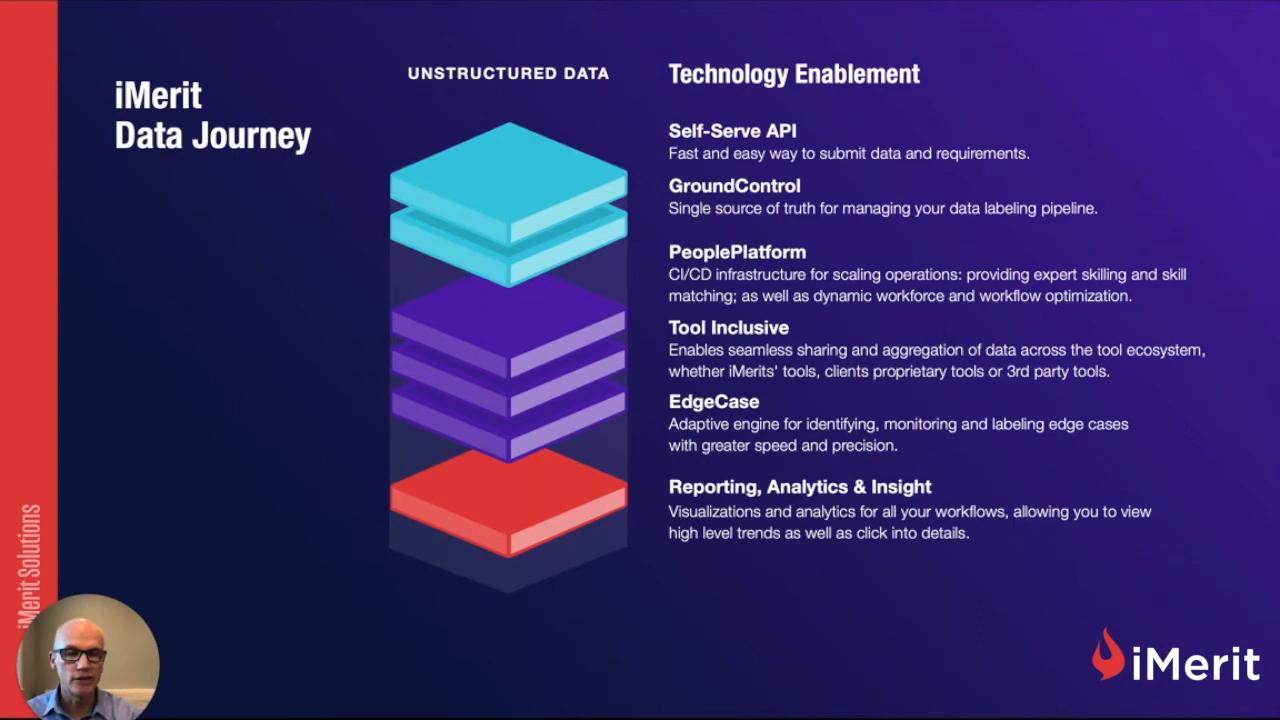 iMerit
Data Journey
UNSTRUCTURED DATA
Technology Enablement
Self-Serve API
Fast and easy way to submit data and requirements.
GroundControl
Single source of truth for managing your data labeling pipeline.
PeoplePlatform
CI/CD infrastructure for scaling operations: providing expert skilling and skill
matching; as well as dynamic workforce and workflow optimization.
Tool Inclusive
Enables seamless sharing and aggregation of data across the tool ecosystem,
whether iMerits' tools, clients proprietary tools or 3rd party tools.
EdgeCase
Adaptive engine for identifying, monitoring and labeling edge cases
with greater speed and precision.
Reporting, Analytics & Insight
Visualizations and analytics for all your workflows, allowing you to view
high level trends as well as click into details.
iMerit Solutions
iMerit